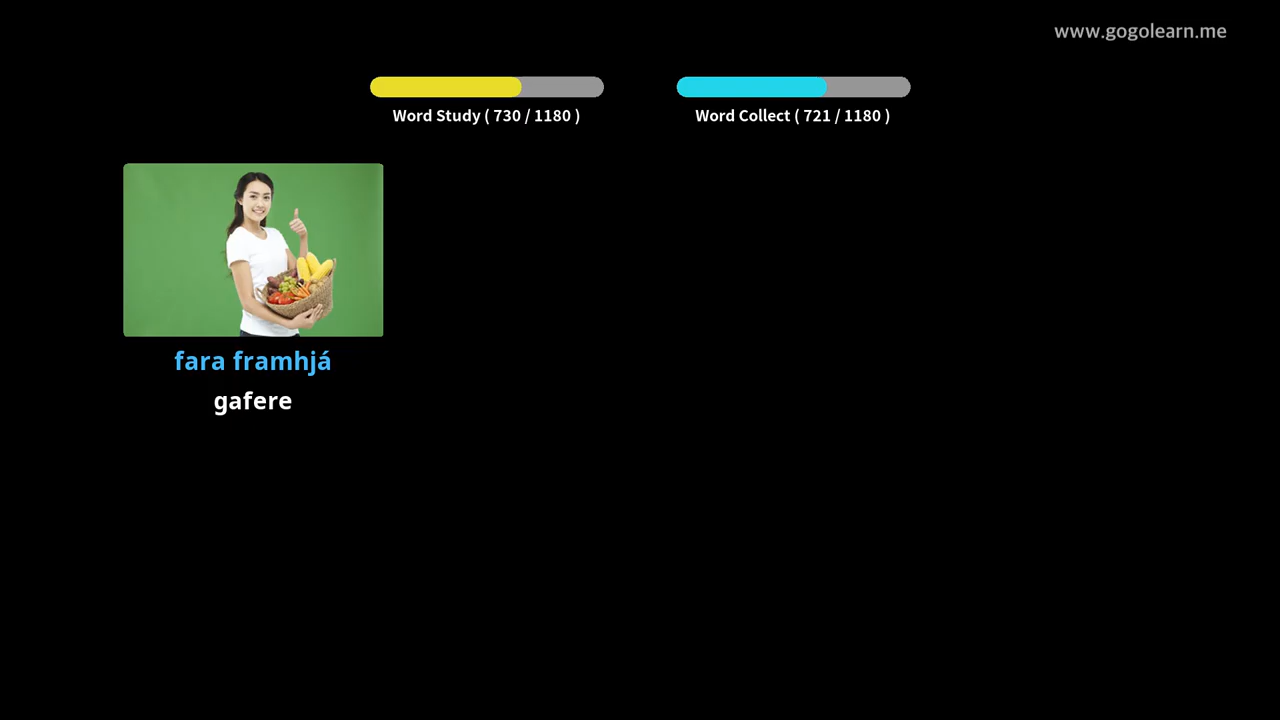 www.gogolearn.me
Word Study ( 730 / 1180 )
Word Collect ( 721 / 1180 )
fara framhjá
gafere